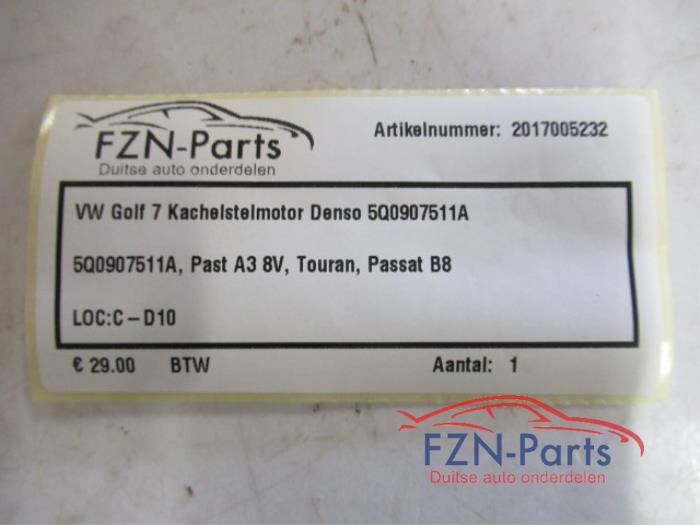 FZN-Parts
Duitse auto onderdelen
Artikelnummer: 2017005232
VW Golf 7 Kachelstelmotor Denso 5Q0907511A
5Q0907511A, Past A3 8V, Touran, Passat B8
LOC:C-D10
€ 29.00 BTW Aantal: 1
FZN-Parts
Duitse auto onderdelen